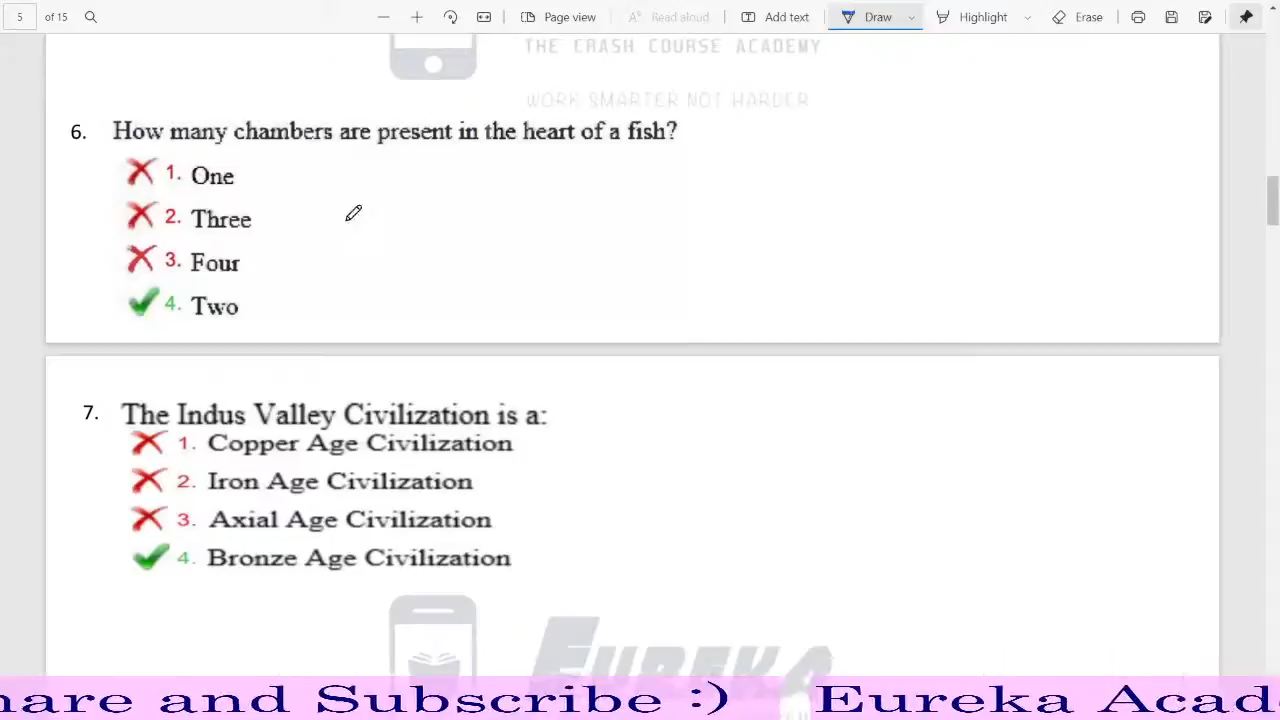 5 of 15 Page view Read aloud Add text Draw Highlight Erase
THE CRASH COURSE ACADEMY
WORK SMARTER NOT HARDER
6. How many chambers are present in the heart of a fish?
1. One
2. Three
3. Four
4. Two
7. The Indus Valley Civilization is a:
1. Copper Age Civilization
2. Iron Age Civilization
3. Axial Age Civilization
4. Bronze Age Civilization
EUREKA
hare and Subscribe :) Eureka Acad